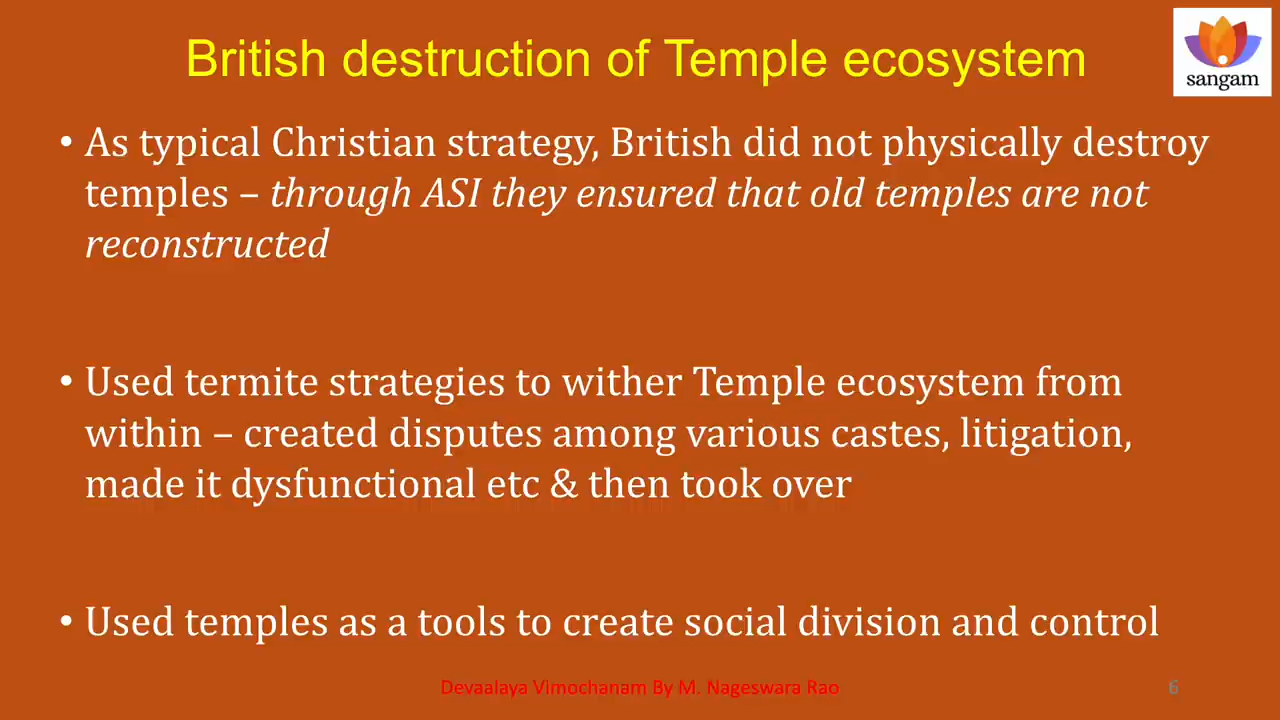 British destruction of Temple ecosystem
sangam
• As typical Christian strategy, British did not physically destroy
temples – through ASI they ensured that old temples are not
reconstructed
• Used termite strategies to wither Temple ecosystem from
within – created disputes among various castes, litigation,
made it dysfunctional etc & then took over
• Used temples as a tools to create social division and control
Devaalaya Vimochanam By M. Nageswara Rao
6